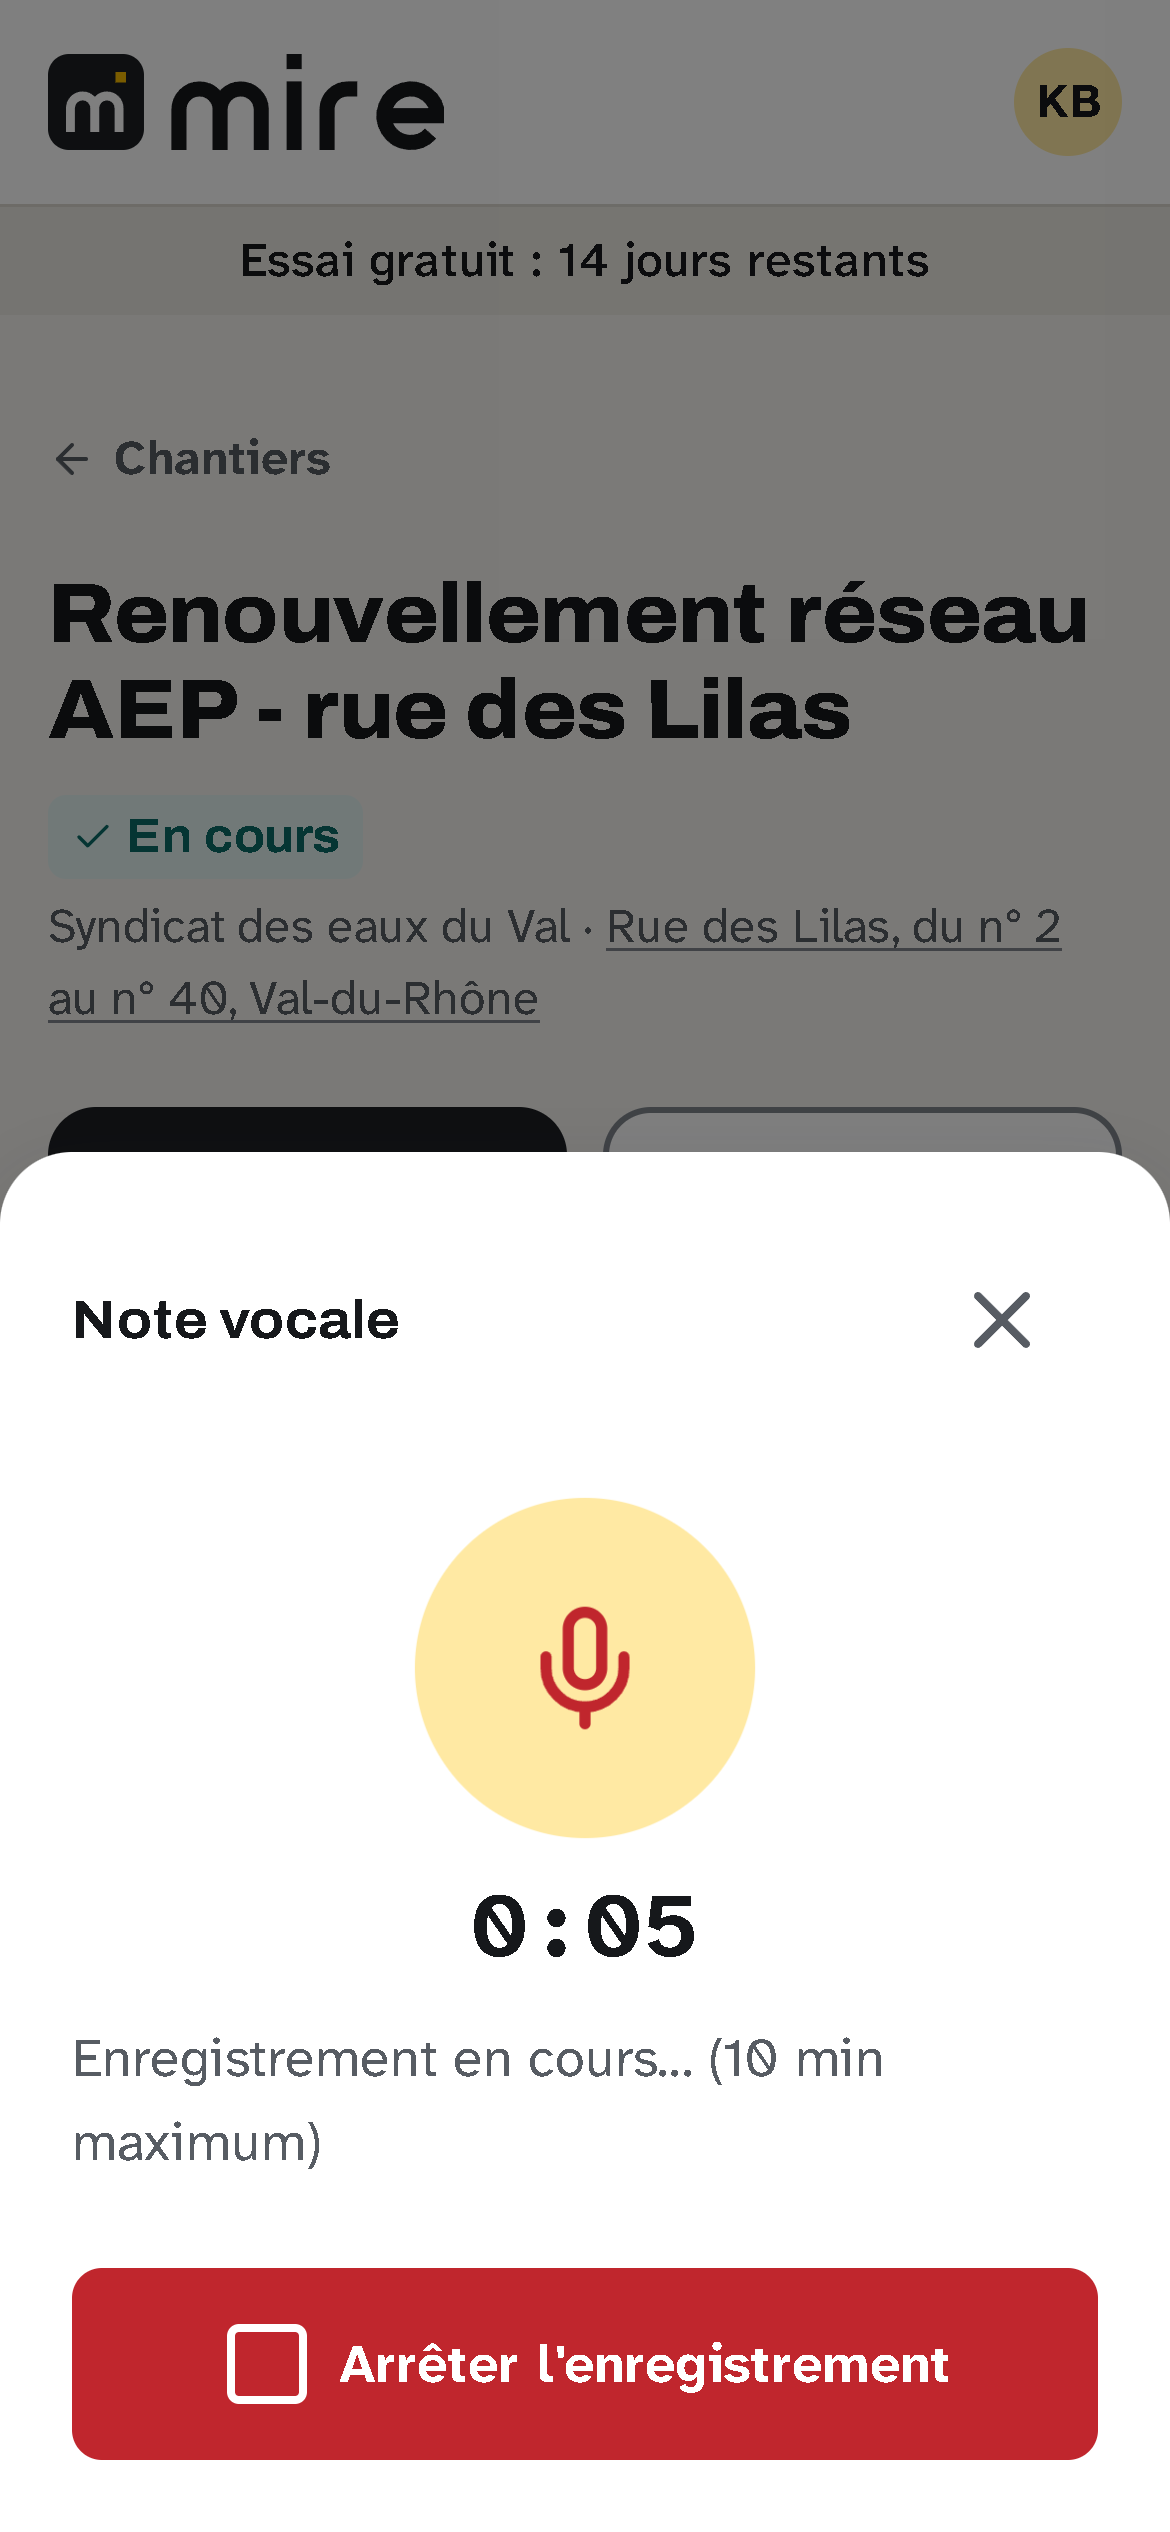 m mire
KB
Essai gratuit : 14 jours restants
← Chantiers
Renouvellement réseau
AEP - rue des Lilas
✓ En cours
Syndicat des eaux du Val · Rue des Lilas, du n° 2
au n° 40, Val-du-Rhône
Note vocale
0:05
Enregistrement en cours... (10 min
maximum)
Arrêter l'enregistrement